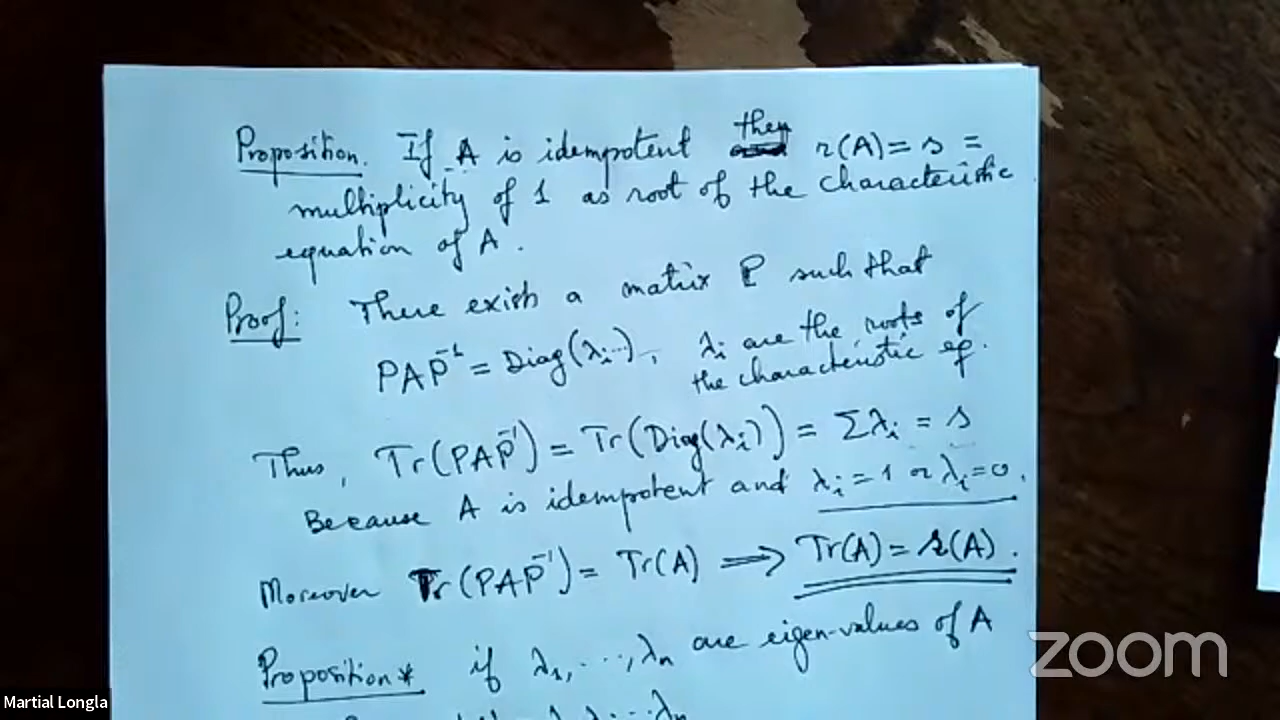 Proposition. If A is idempotent then r(A) = s =
multiplicity of 1 as root of the characteristic
equation of A.
Proof: There exists a matrix P such that
PAP⁻¹ = Diag(λi...), λi are the roots of
the characteristic eq.
Thus, Tr(PAP⁻¹) = Tr(Diag(λi)) = Σλi = s
Because A is idempotent and λi = 1 or λi = 0.
Moreover Tr(PAP⁻¹) = Tr(A) ⟹ Tr(A) = r(A).
Proposition* if λ1, ..., λn are eigen-values of A
zoom
Martial Longla